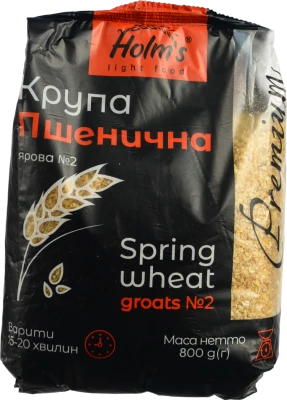 Holm's
light food
Крупа
Пшенична
ярова №2
Premium
Spring
wheat
groats №2
Варити
15-20 хвилин
Маса нетто
800 g(г)